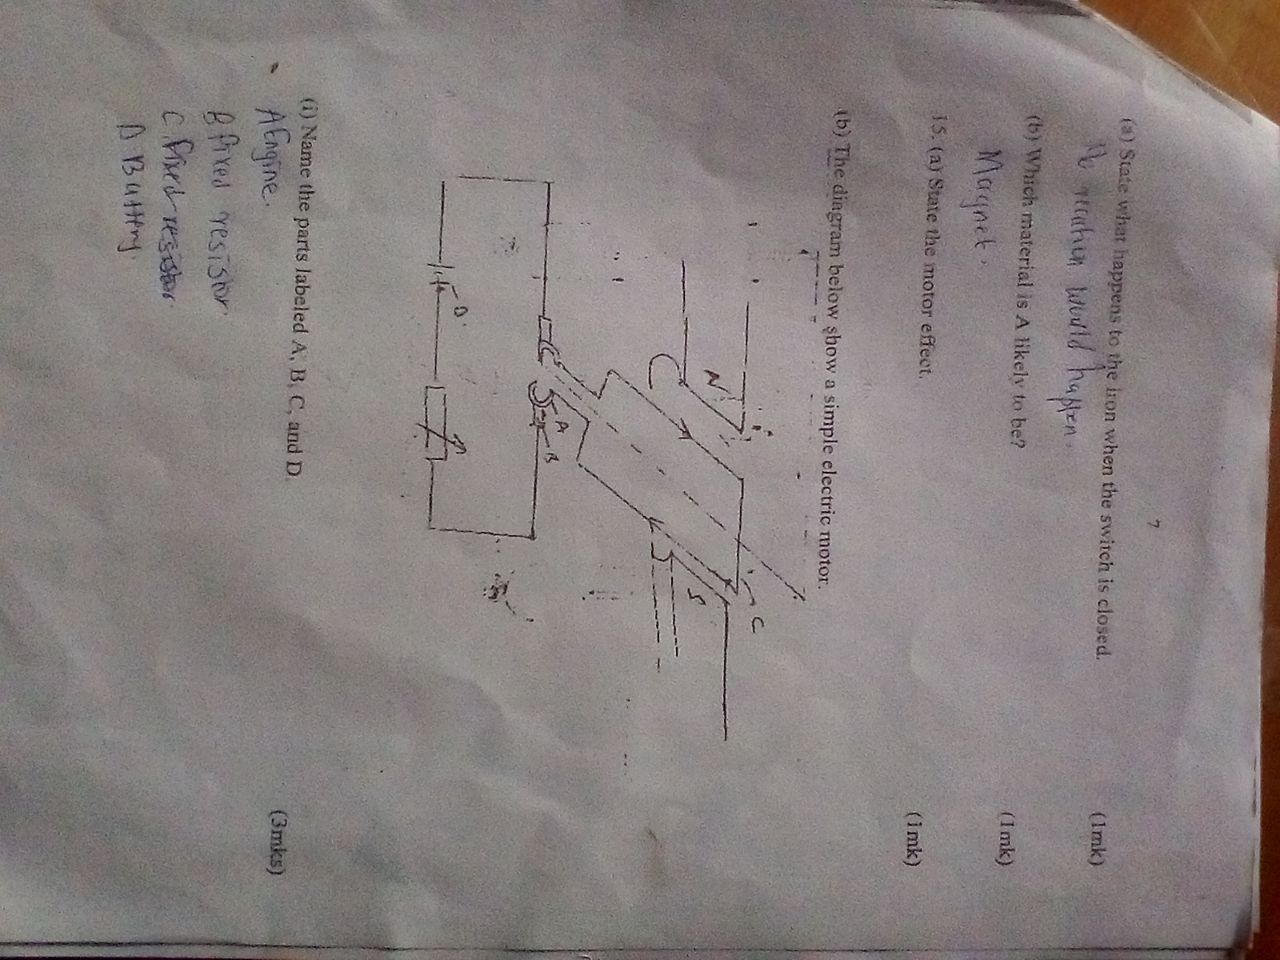 7
(a) State what happens to the iron when the switch is closed. (1mk)
No reaction would happen.
(b) Which material is A likely to be? (1mk)
Magnet.
15. (a) State the motor effect. (1mk)
(b) The diagram below show a simple electric motor.
N
S
C
A
B
D
(i) Name the parts labeled A, B, C, and D. (3mks)
A Engine.
B fixed resistor.
C. fixed resistor.
D Battery.